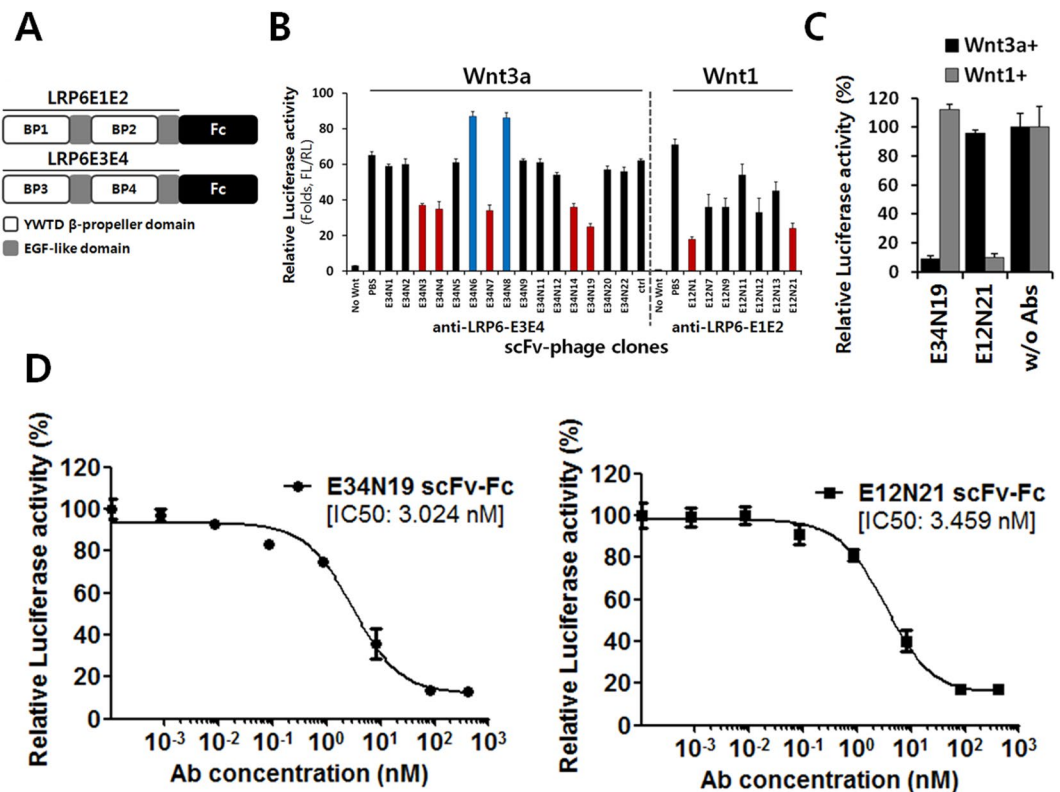 A
LRP6E1E2
BP1 BP2 Fc
LRP6E3E4
BP3 BP4 Fc
YWTD β-propeller domain
EGF-like domain
B
Wnt3a Wnt1
Relative Luciferase activity
(Folds, FL/RL)
100
80
60
40
20
0
No Wnt
PBS
E34N1
E34N2
E34N3
E34N4
E34N5
E34N6
E34N7
E34N8
E34N9
E34N11
E34N12
E34N14
E34N19
E34N20
E34N22
ctrl
No Wnt
PBS
E12N1
E12N7
E12N9
E12N11
E12N12
E12N13
E12N21
anti-LRP6-E3E4 anti-LRP6-E1E2
scFv-phage clones
C
Wnt3a+
Wnt1+
Relative Luciferase activity (%)
120
100
80
60
40
20
0
E34N19
E12N21
w/o Abs
D
Relative Luciferase activity (%)
120
100
80
60
40
20
0
E34N19 scFv-Fc
[IC50: 3.024 nM]
10-3 10-2 10-1 100 101 102 103
Ab concentration (nM)
Relative Luciferase activity (%)
120
100
80
60
40
20
0
E12N21 scFv-Fc
[IC50: 3.459 nM]
10-3 10-2 10-1 100 101 102 103
Ab concentration (nM)